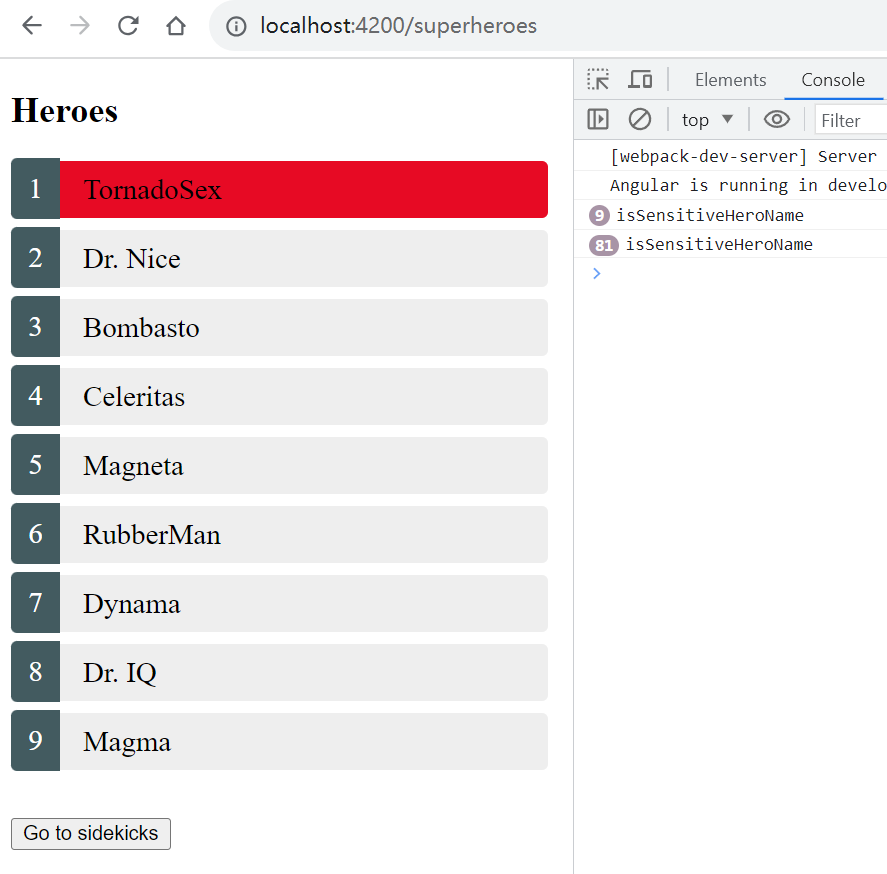 localhost:4200/superheroes
Elements Console
top Filter
Heroes
1 TornadoSex
2 Dr. Nice
3 Bombasto
4 Celeritas
5 Magneta
6 RubberMan
7 Dynama
8 Dr. IQ
9 Magma
Go to sidekicks
[webpack-dev-server] Server
Angular is running in develo
9 isSensitiveHeroName
81 isSensitiveHeroName